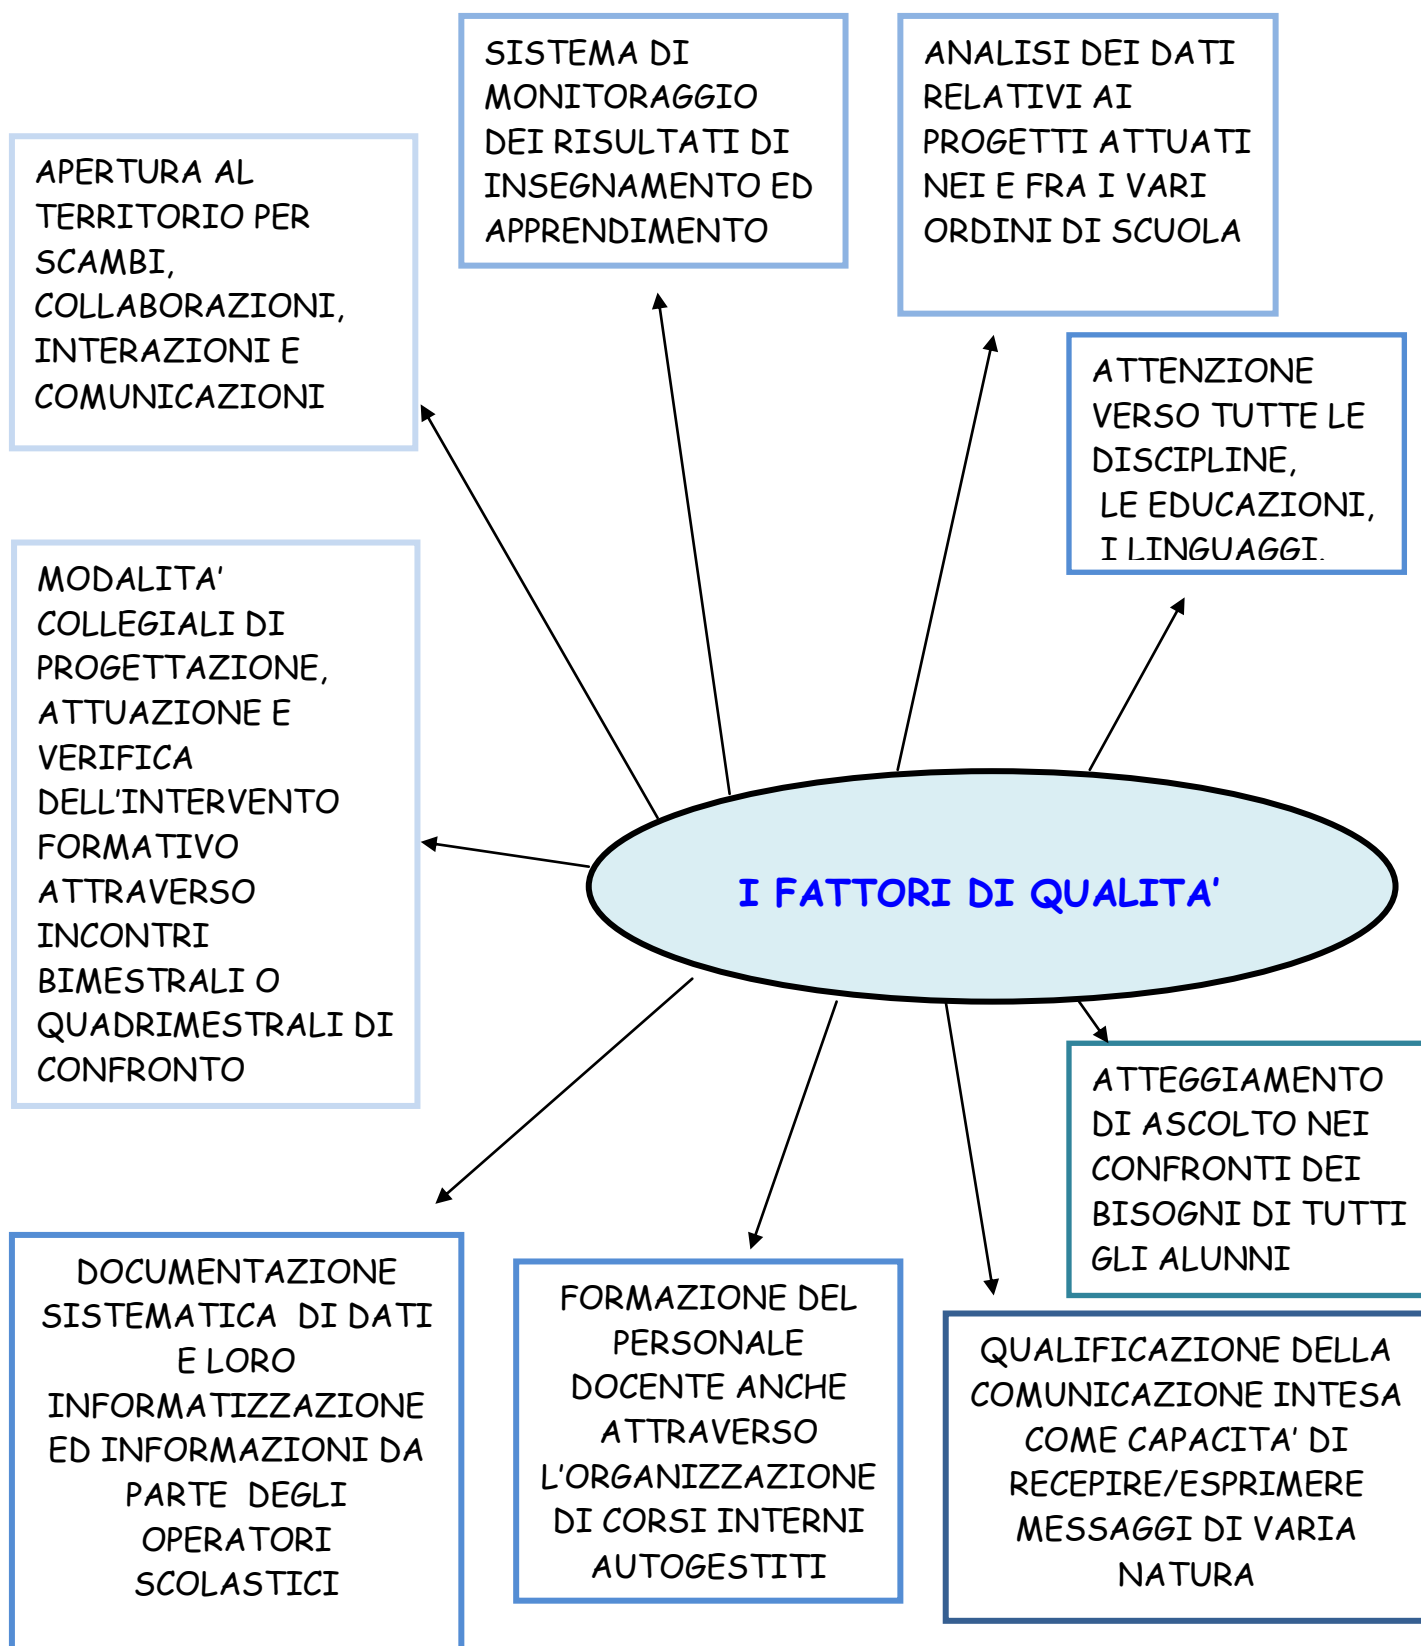 SISTEMA DI
MONITORAGGIO
DEI RISULTATI DI
INSEGNAMENTO ED
APPRENDIMENTO
ANALISI DEI DATI
RELATIVI AI
PROGETTI ATTUATI
NEI E FRA I VARI
ORDINI DI SCUOLA
APERTURA AL
TERRITORIO PER
SCAMBI,
COLLABORAZIONI,
INTERAZIONI E
COMUNICAZIONI
ATTENZIONE
VERSO TUTTE LE
DISCIPLINE,
LE EDUCAZIONI,
I LINGUAGGI.
MODALITA'
COLLEGIALI DI
PROGETTAZIONE,
ATTUAZIONE E
VERIFICA
DELL'INTERVENTO
FORMATIVO
ATTRAVERSO
INCONTRI
BIMESTRALI O
QUADRIMESTRALI DI
CONFRONTO
I FATTORI DI QUALITA'
ATTEGGIAMENTO
DI ASCOLTO NEI
CONFRONTI DEI
BISOGNI DI TUTTI
GLI ALUNNI
DOCUMENTAZIONE
SISTEMATICA DI DATI
E LORO
INFORMATIZZAZIONE
ED INFORMAZIONI DA
PARTE DEGLI
OPERATORI
SCOLASTICI
FORMAZIONE DEL
PERSONALE
DOCENTE ANCHE
ATTRAVERSO
L'ORGANIZZAZIONE
DI CORSI INTERNI
AUTOGESTITI
QUALIFICAZIONE DELLA
COMUNICAZIONE INTESA
COME CAPACITA' DI
RECEPIRE/ESPRIMERE
MESSAGGI DI VARIA
NATURA